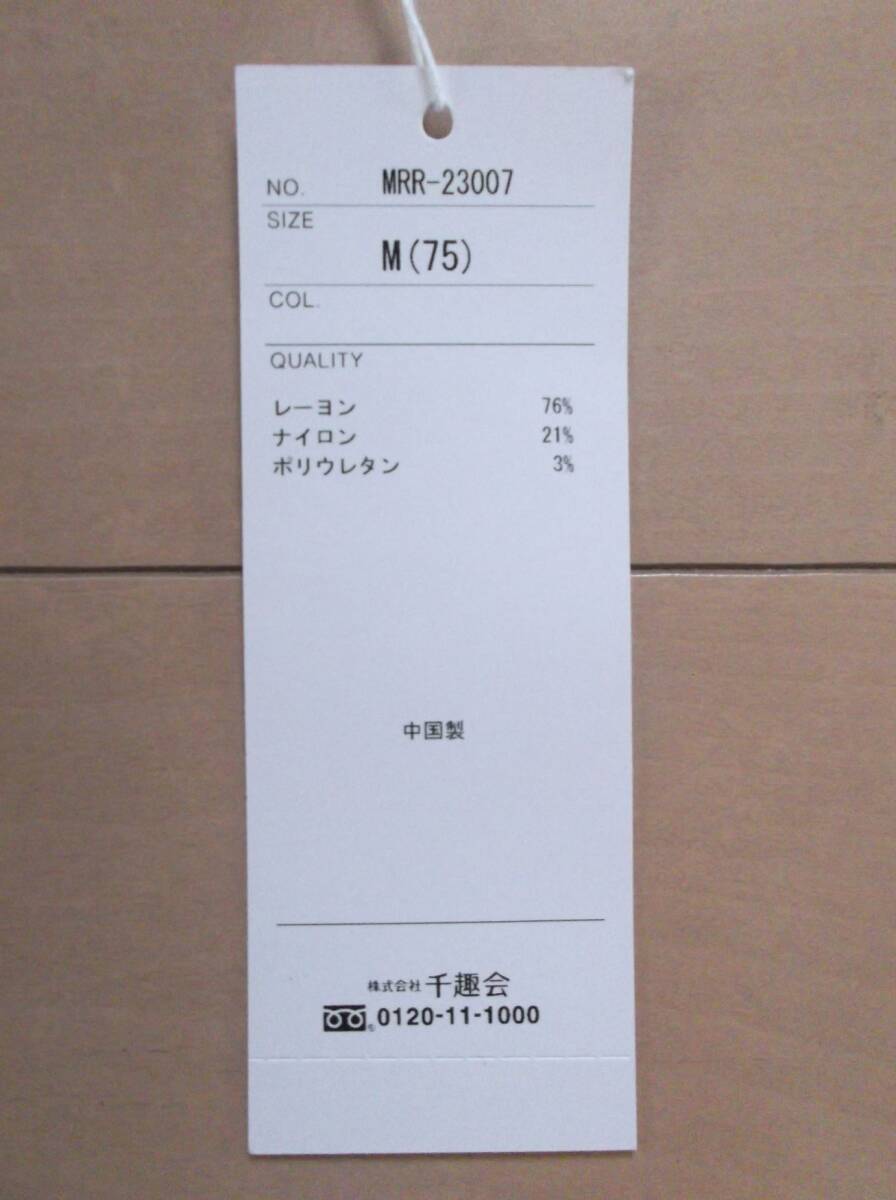 NO. MRR-23007
SIZE
M(75)
COL.
QUALITY
レーヨン 76%
ナイロン 21%
ポリウレタン 3%
中国製
株式会社 千趣会
® 0120-11-1000